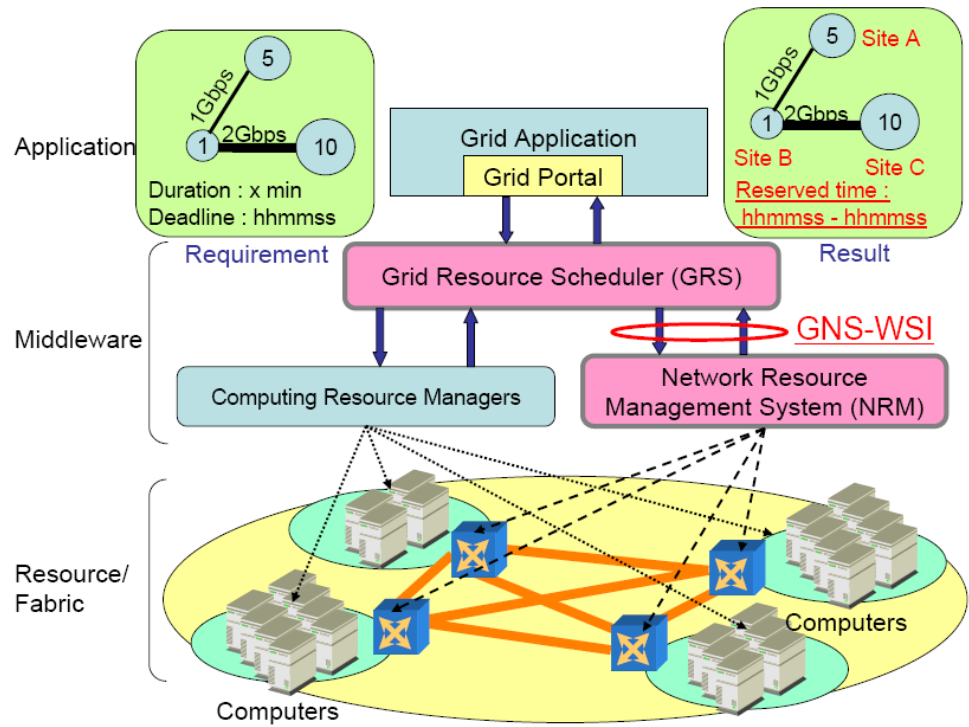 5
1Gbps
1
2Gbps
10
Duration : x min
Deadline : hhmmss
Requirement
Application
Grid Application
Grid Portal
5
Site A
1Gbps
1
2Gbps
10
Site B
Site C
Reserved time :
hhmmss - hhmmss
Result
Grid Resource Scheduler (GRS)
Middleware
GNS-WSI
Computing Resource Managers
Network Resource
Management System (NRM)
Resource/
Fabric
Computers
Computers